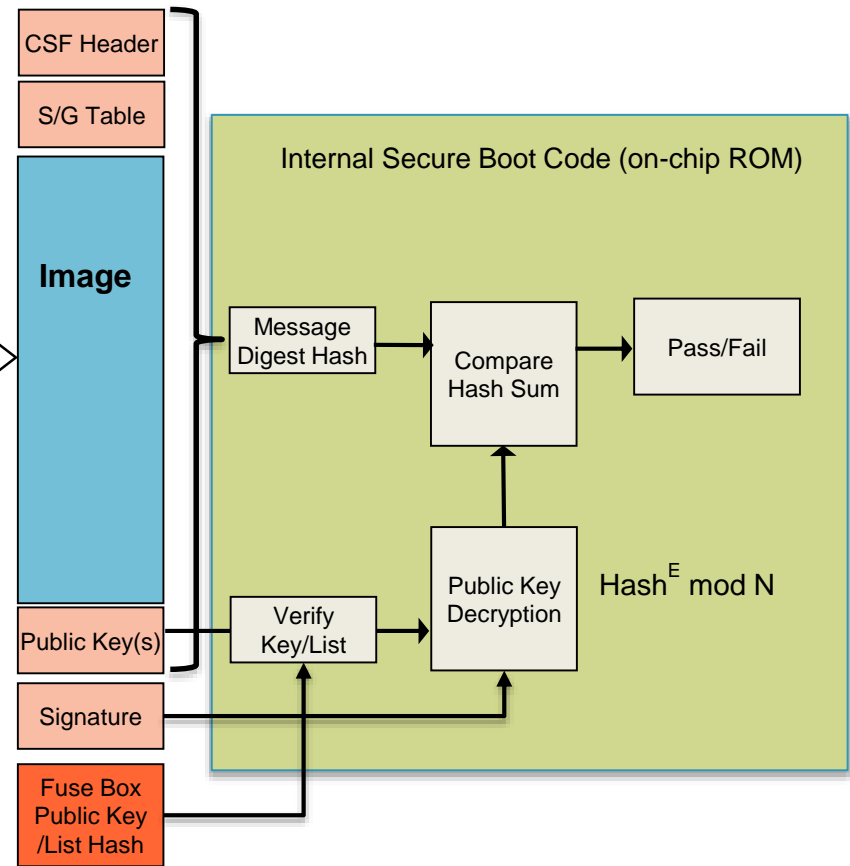 CSF Header
S/G Table
Internal Secure Boot Code (on-chip ROM)
Image
Message
Digest Hash
Compare
Hash Sum
Pass/Fail
Public Key(s)
Verify
Key/List
Public Key
Decryption
Hash^E mod N
Signature
Fuse Box
Public Key
/List Hash